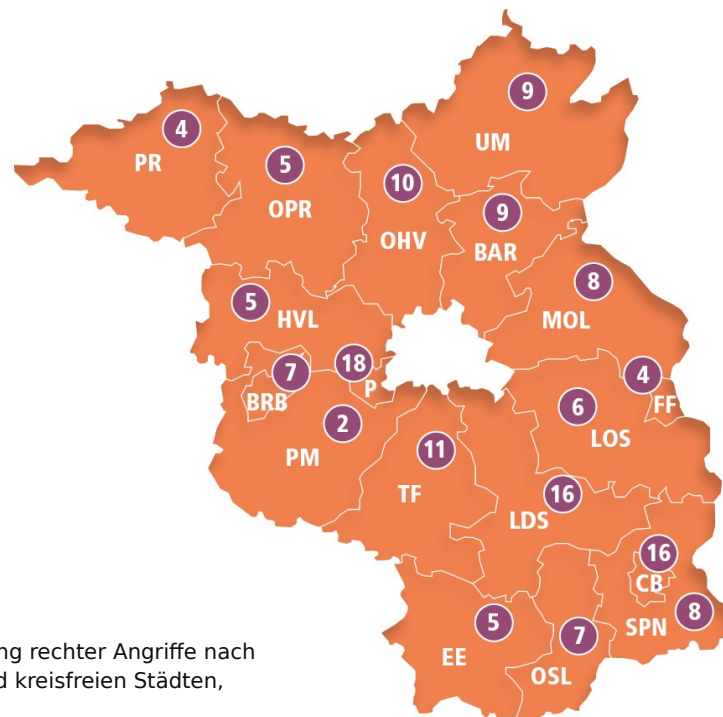 9
UM
4
PR
5
OPR
10
OHV
9
BAR
8
MOL
5
HVL
18
P
7
BRB
4
FF
6
LOS
2
PM
11
TF
16
LDS
16
CB
8
SPN
5
EE
7
OSL
ng rechter Angriffe nach
d kreisfreien Städten,